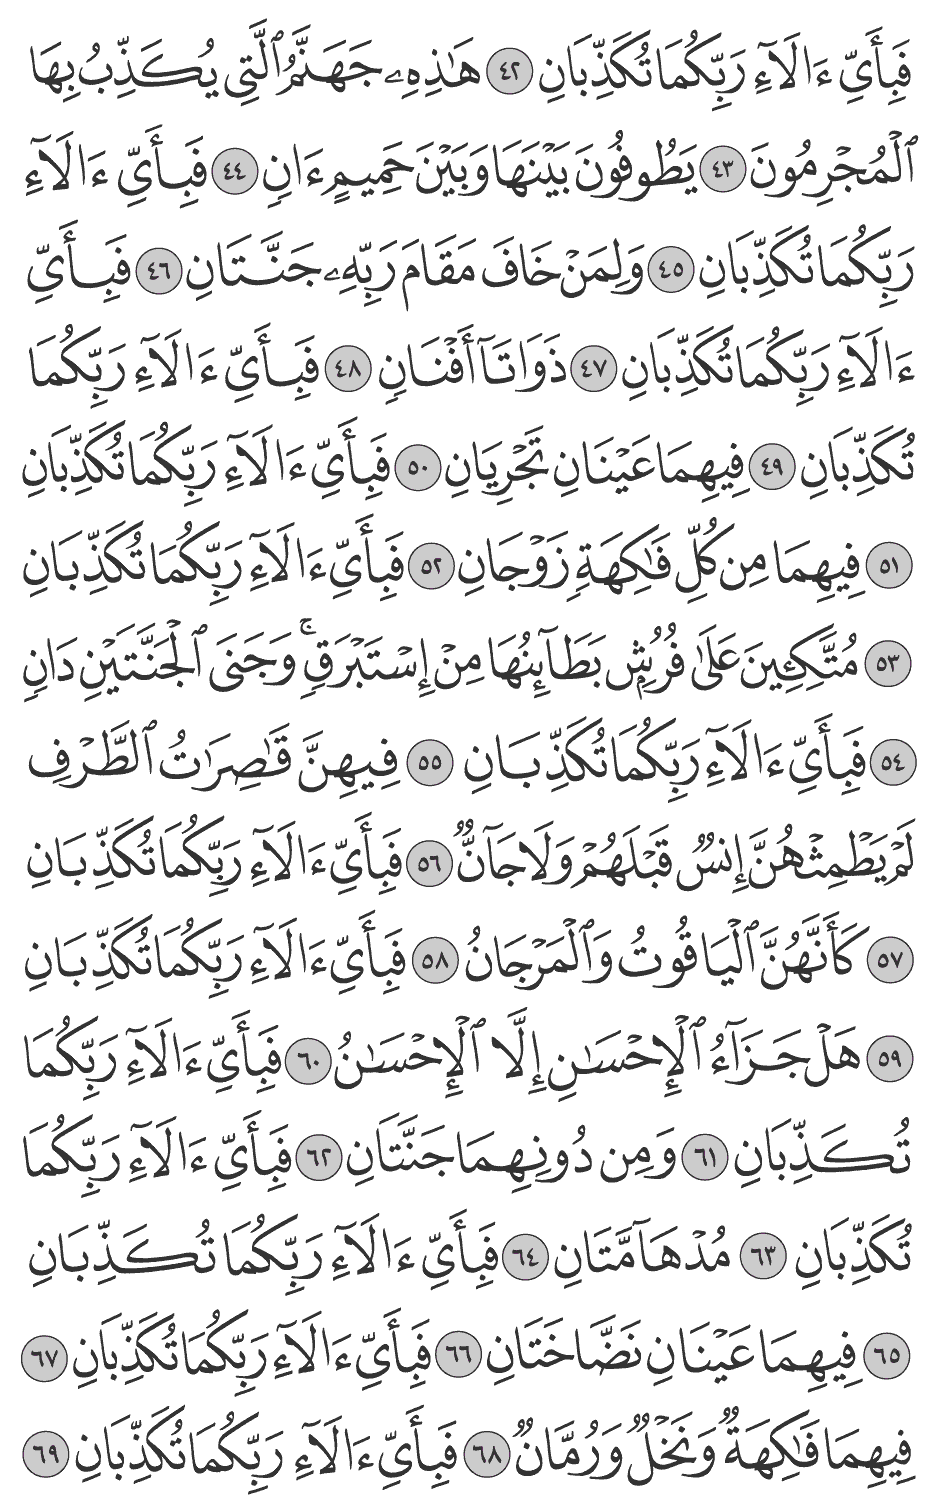 فَبِأَيِّ ءَالَآءِ رَبِّكُمَا تُكَذِّبَانِ ٤٢ هَٰذِهِۦ جَهَنَّمُ ٱلَّتِى يُكَذِّبُ بِهَا
ٱلْمُجْرِمُونَ ٤٣ يَطُوفُونَ بَيْنَهَا وَبَيْنَ حَمِيمٍ ءَانٍ ٤٤ فَبِأَيِّ ءَالَآءِ
رَبِّكُمَا تُكَذِّبَانِ ٤٥ وَلِمَنْ خَافَ مَقَامَ رَبِّهِۦ جَنَّتَانِ ٤٦ فَبِأَيِّ
ءَالَآءِ رَبِّكُمَا تُكَذِّبَانِ ٤٧ ذَوَاتَآ أَفْنَانٍ ٤٨ فَبِأَيِّ ءَالَآءِ رَبِّكُمَا
تُكَذِّبَانِ ٤٩ فِيهِمَا عَيْنَانِ تَجْرِيَانِ ٥٠ فَبِأَيِّ ءَالَآءِ رَبِّكُمَا تُكَذِّبَانِ
٥١ فِيهِمَا مِن كُلِّ فَٰكِهَةٍ زَوْجَانِ ٥٢ فَبِأَيِّ ءَالَآءِ رَبِّكُمَا تُكَذِّبَانِ
٥٣ مُتَّكِـِٔينَ عَلَىٰ فُرُشٍۭ بَطَآئِنُهَا مِنْ إِسْتَبْرَقٍ ۚ وَجَنَى ٱلْجَنَّتَيْنِ دَانٍ
٥٤ فَبِأَيِّ ءَالَآءِ رَبِّكُمَا تُكَذِّبَانِ ٥٥ فِيهِنَّ قَٰصِرَٰتُ ٱلطَّرْفِ
لَمْ يَطْمِثْهُنَّ إِنسٌ قَبْلَهُمْ وَلَا جَآنٌّ ٥٦ فَبِأَيِّ ءَالَآءِ رَبِّكُمَا تُكَذِّبَانِ
٥٧ كَأَنَّهُنَّ ٱلْيَاقُوتُ وَٱلْمَرْجَانُ ٥٨ فَبِأَيِّ ءَالَآءِ رَبِّكُمَا تُكَذِّبَانِ
٥٩ هَلْ جَزَآءُ ٱلْإِحْسَٰنِ إِلَّا ٱلْإِحْسَٰنُ ٦٠ فَبِأَيِّ ءَالَآءِ رَبِّكُمَا
تُكَذِّبَانِ ٦١ وَمِن دُونِهِمَا جَنَّتَانِ ٦٢ فَبِأَيِّ ءَالَآءِ رَبِّكُمَا
تُكَذِّبَانِ ٦٣ مُدْهَآمَّتَانِ ٦٤ فَبِأَيِّ ءَالَآءِ رَبِّكُمَا تُكَذِّبَانِ
٦٥ فِيهِمَا عَيْنَانِ نَضَّاخَتَانِ ٦٦ فَبِأَيِّ ءَالَآءِ رَبِّكُمَا تُكَذِّبَانِ ٦٧
فِيهِمَا فَٰكِهَةٌ وَنَخْلٌ وَرُمَّانٌ ٦٨ فَبِأَيِّ ءَالَآءِ رَبِّكُمَا تُكَذِّبَانِ ٦٩